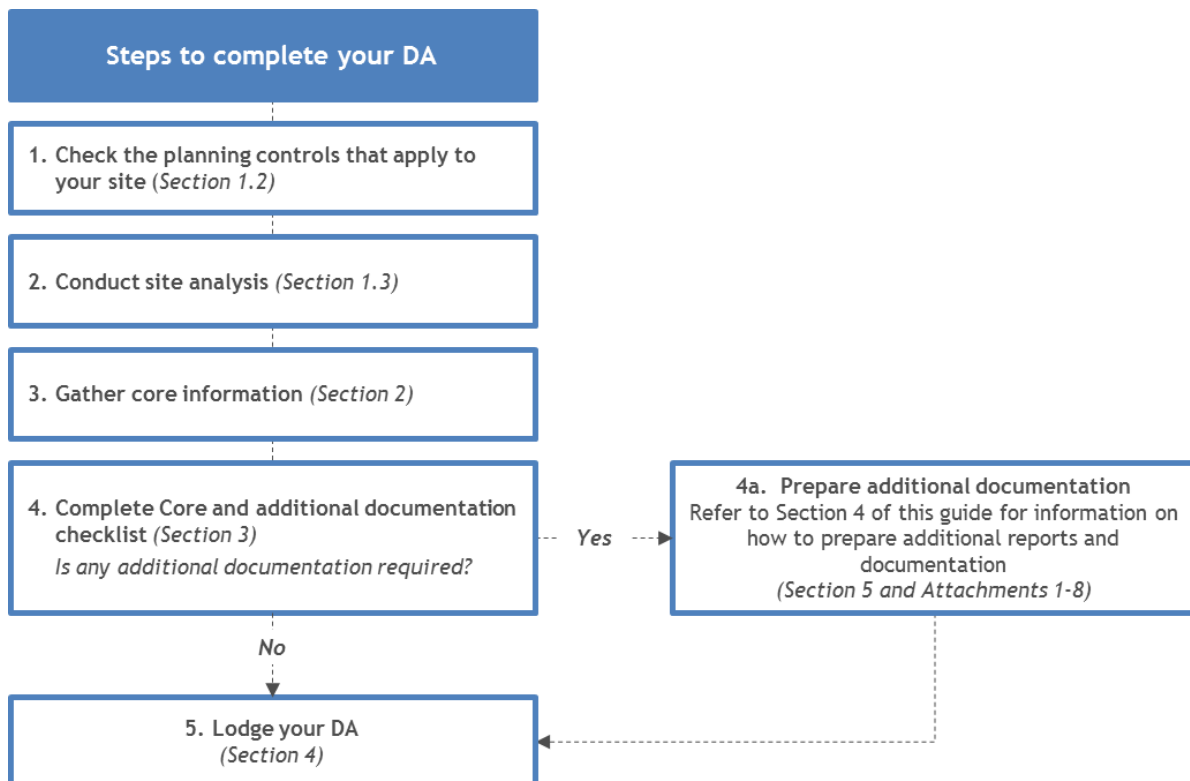 Steps to complete your DA
1. Check the planning controls that apply to
your site (Section 1.2)
2. Conduct site analysis (Section 1.3)
3. Gather core information (Section 2)
4. Complete Core and additional documentation
checklist (Section 3)
Is any additional documentation required?
Yes
4a. Prepare additional documentation
Refer to Section 4 of this guide for information on
how to prepare additional reports and
documentation
(Section 5 and Attachments 1-8)
No
5. Lodge your DA
(Section 4)